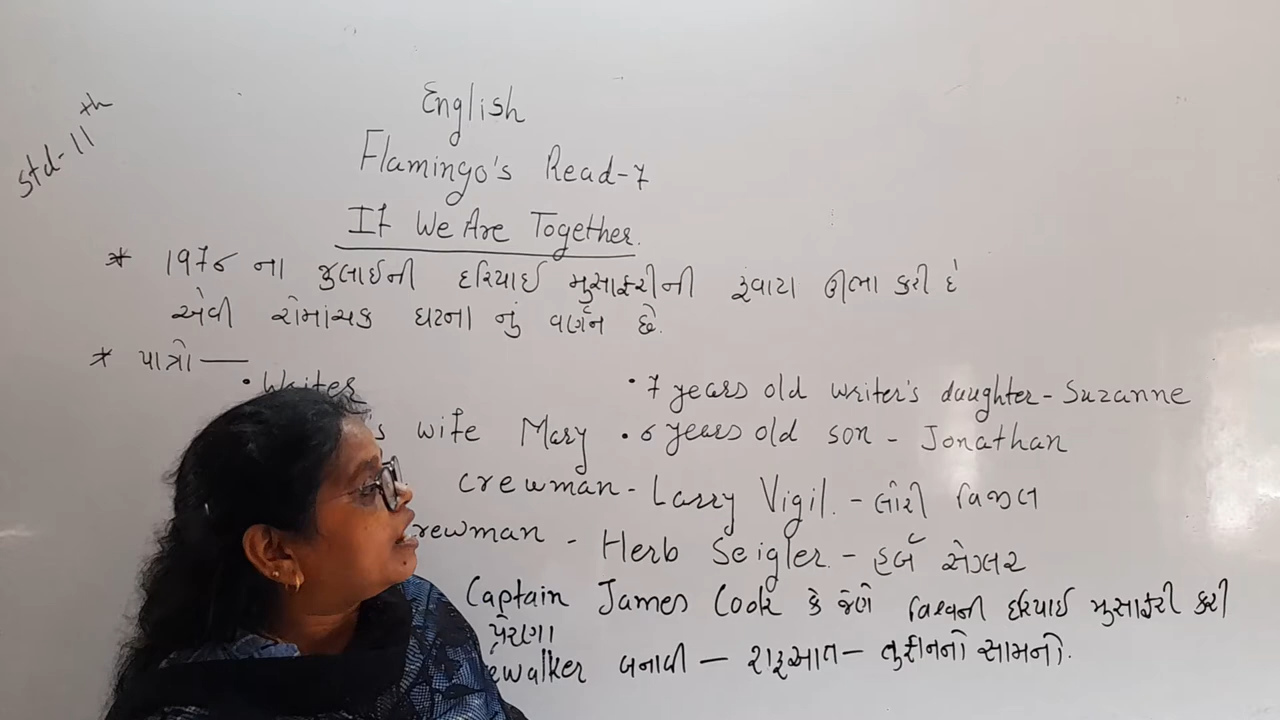 Std-11th
English
Flamingo's Read-7
If We Are Together.
* 1976 ના જુલાઈની દરિયાઈ મુસાફરીની રૂંવાટા ઊભા કરી દે
એવી રોમાંચક ઘટના નું વર્ણન છે.
* પાત્રો —
• Writer
• 7 years old writer's daughter - Suzanne
's wife Mary
• 6 years old son - Jonathan
crewman - Larry Vigil. - લૉરી વિજીલ
rewman - Herb Seigler. - હર્બ સેગ્લર
Captain James Cook કે જેણે વિશ્વની દરિયાઈ મુસાફરી કરી
પ્રેરણા
ewalker બનાવી — શરૂઆત — તુફાનનો સામનો.